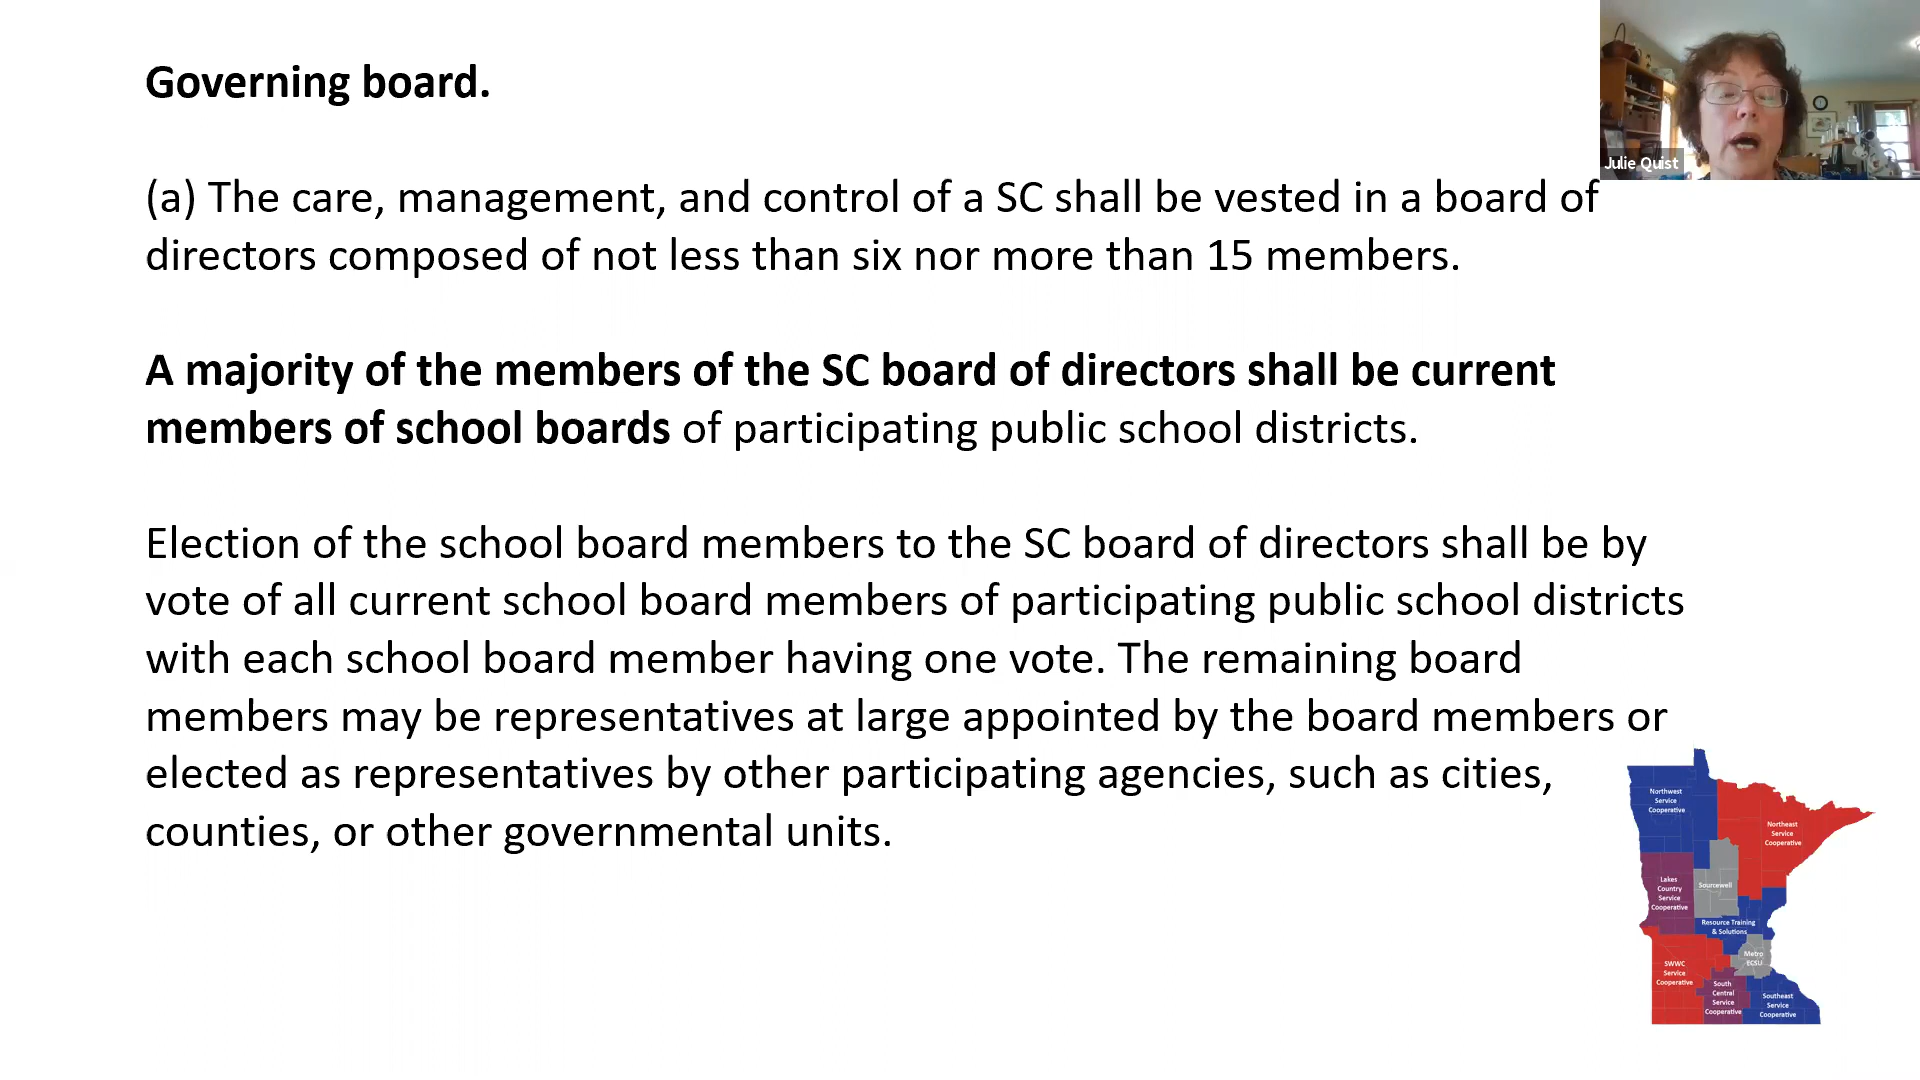 Governing board.
Julie Quist
(a) The care, management, and control of a SC shall be vested in a board of
directors composed of not less than six nor more than 15 members.
A majority of the members of the SC board of directors shall be current
members of school boards of participating public school districts.
Election of the school board members to the SC board of directors shall be by
vote of all current school board members of participating public school districts
with each school board member having one vote. The remaining board
members may be representatives at large appointed by the board members or
elected as representatives by other participating agencies, such as cities,
counties, or other governmental units.
Northwest
Service
Cooperative
Northeast
Service
Cooperative
Lakes
Country
Service
Cooperative
Sourcewell
Resource Training
& Solutions
Metro
ECSU
SWWC
Service
Cooperative
South
Central
Service
Cooperative
Southeast
Service
Cooperative